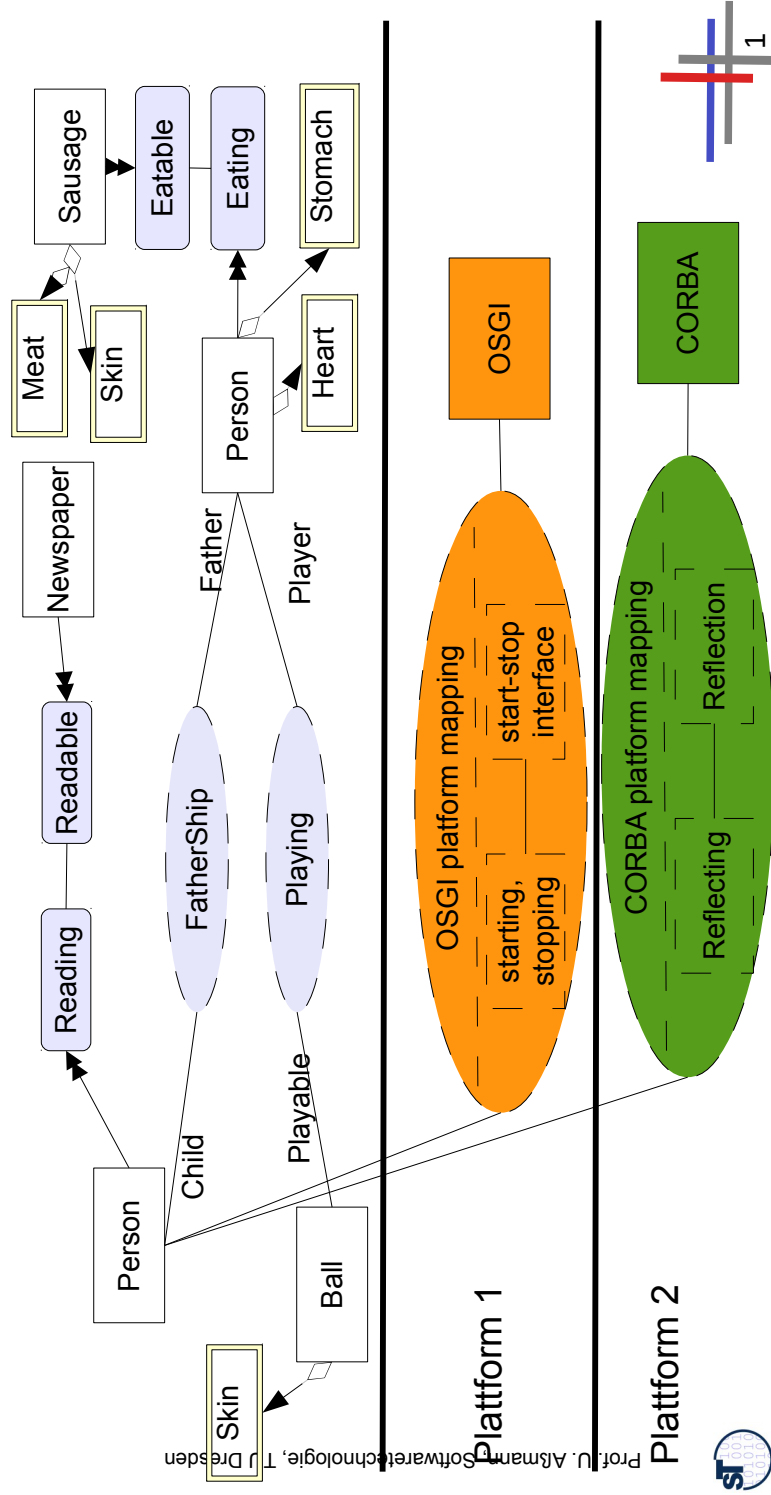 Meat
Skin
Sausage
Newspaper
Readable
Reading
Eatable
Eating
Person
Person
Father
Child
FatherShip
Stomach
Heart
Player
Playable
Playing
Skin
Ball
Plattform 1
OSGI platform mapping
starting,
stopping
start-stop
interface
OSGI
Plattform 2
CORBA platform mapping
Reflecting
Reflection
CORBA
Prof. U. Aßmann, Softwaretechnologie, TU Dresden
ST
1